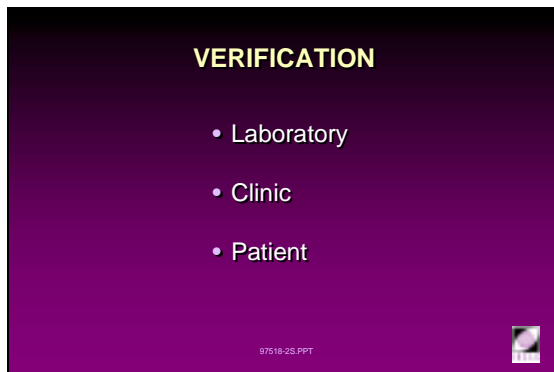 VERIFICATION
• Laboratory
• Clinic
• Patient
97518-2S.PPT